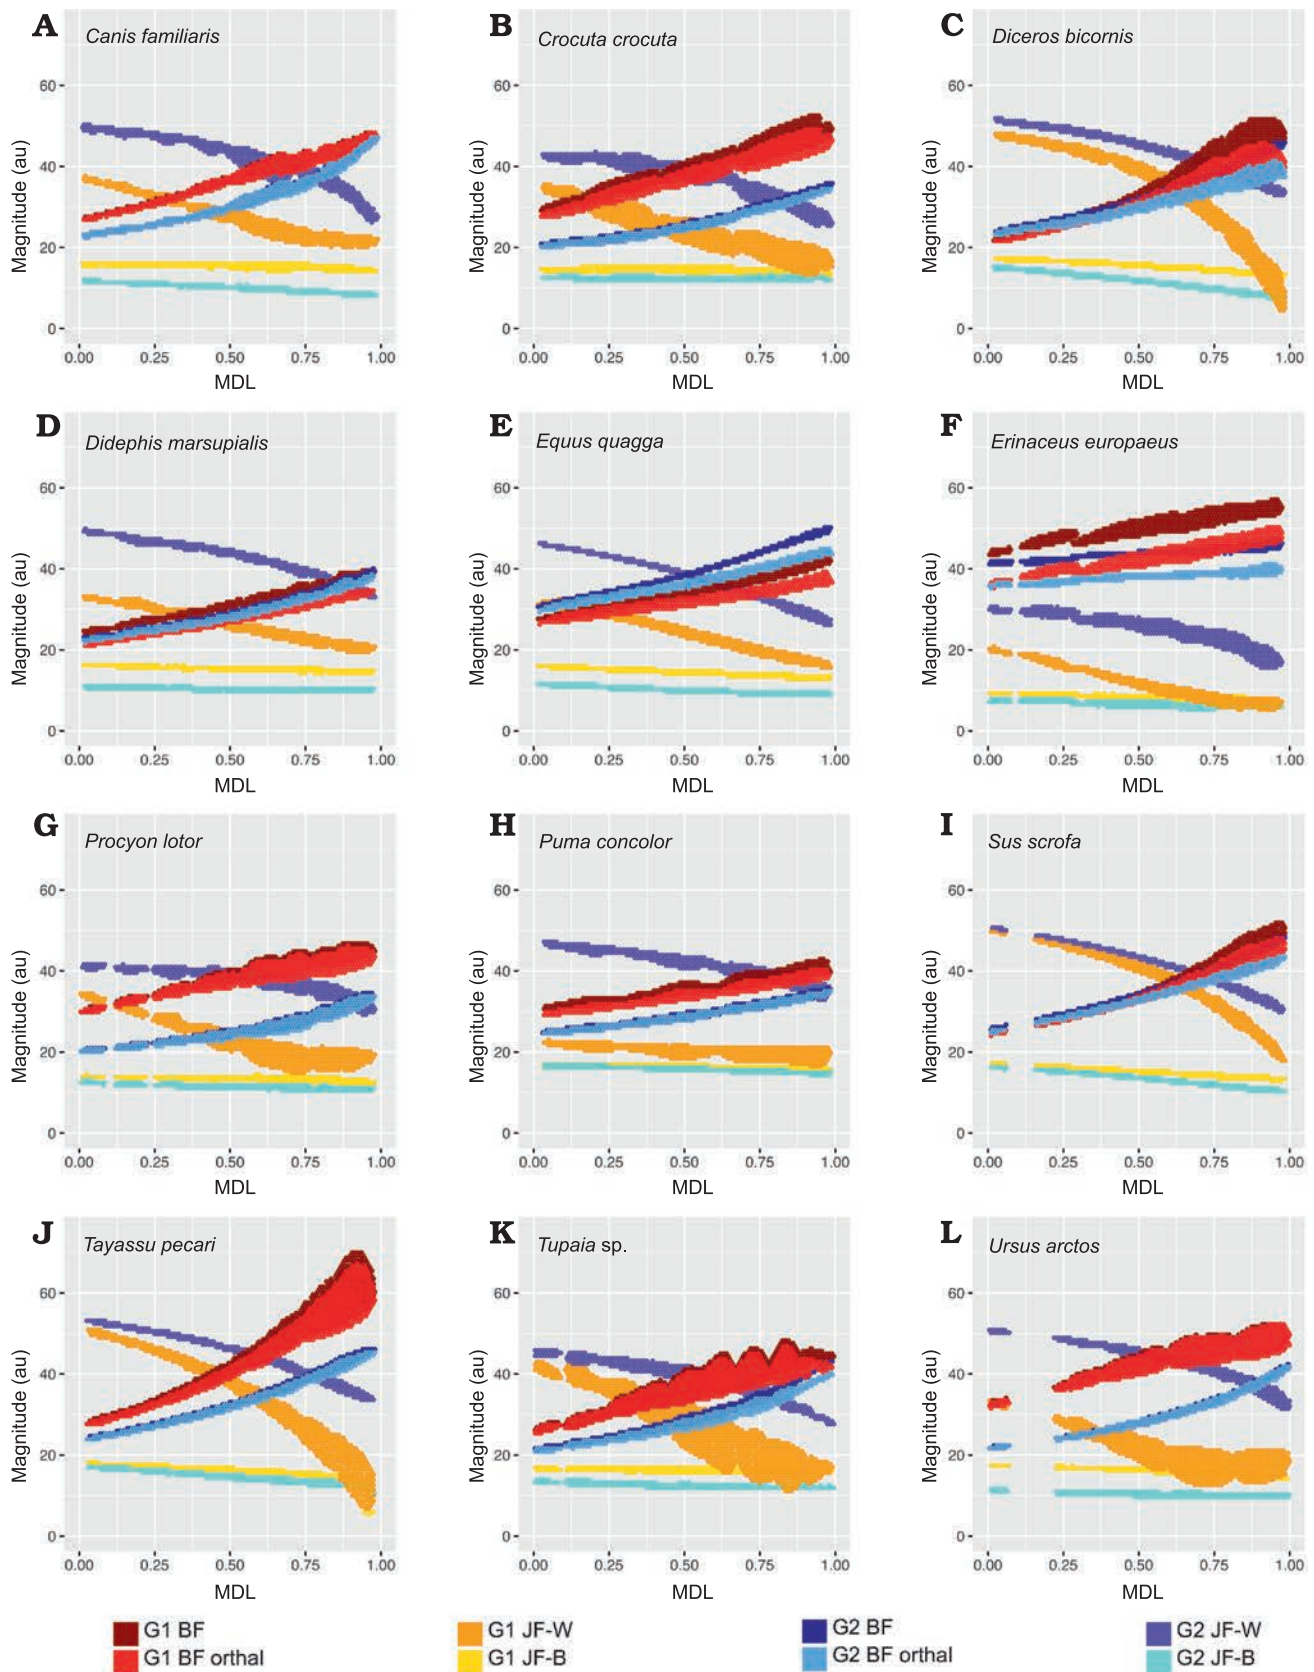 A Canis familiaris
B Crocuta crocuta
C Diceros bicornis
Magnitude (au)
60
40
20
0
0.00 0.25 0.50 0.75 1.00
MDL
Magnitude (au)
60
40
20
0
0.00 0.25 0.50 0.75 1.00
MDL
Magnitude (au)
60
40
20
0
0.00 0.25 0.50 0.75 1.00
MDL
D Didephis marsupialis
E Equus quagga
F Erinaceus europaeus
Magnitude (au)
60
40
20
0
0.00 0.25 0.50 0.75 1.00
MDL
Magnitude (au)
60
40
20
0
0.00 0.25 0.50 0.75 1.00
MDL
Magnitude (au)
60
40
20
0
0.00 0.25 0.50 0.75 1.00
MDL
G Procyon lotor
H Puma concolor
I Sus scrofa
Magnitude (au)
60
40
20
0
0.00 0.25 0.50 0.75 1.00
MDL
Magnitude (au)
60
40
20
0
0.00 0.25 0.50 0.75 1.00
MDL
Magnitude (au)
60
40
20
0
0.00 0.25 0.50 0.75 1.00
MDL
J Tayassu pecari
K Tupaia sp.
L Ursus arctos
Magnitude (au)
60
40
20
0
0.00 0.25 0.50 0.75 1.00
MDL
Magnitude (au)
60
40
20
0
0.00 0.25 0.50 0.75 1.00
MDL
Magnitude (au)
60
40
20
0
0.00 0.25 0.50 0.75 1.00
MDL
G1 BF
G1 BF orthal
G1 JF-W
G1 JF-B
G2 BF
G2 BF orthal
G2 JF-W
G2 JF-B